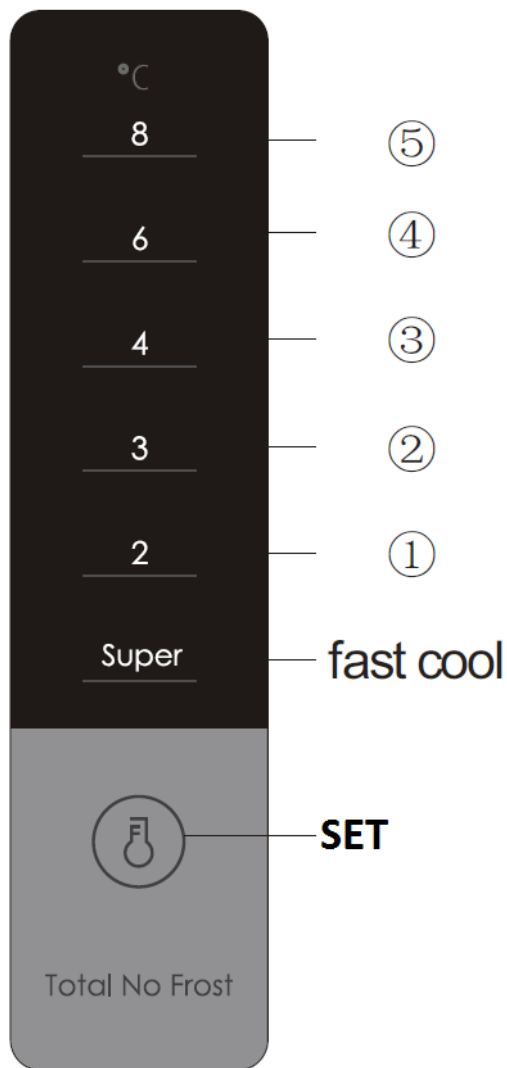 °C
8 ⑤
6 ④
4 ③
3 ②
2 ①
Super fast cool
SET
Total No Frost